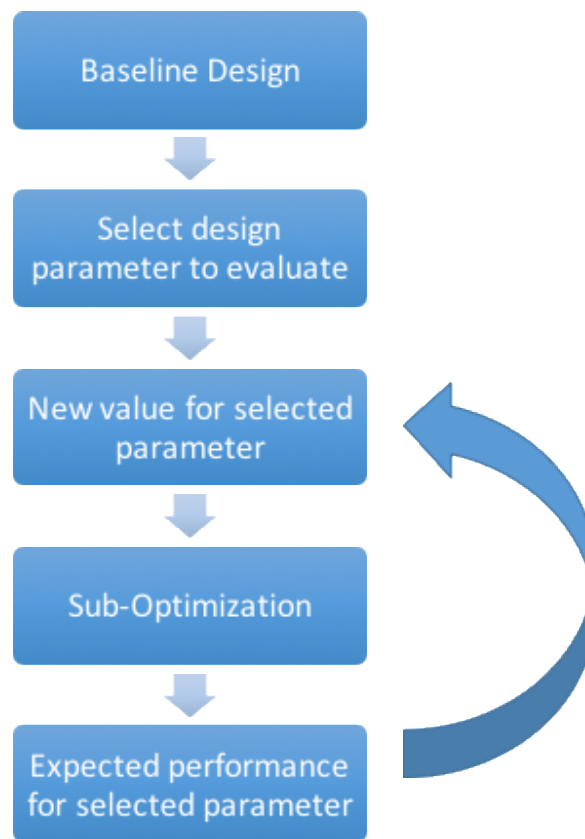 Baseline Design
Select design
parameter to evaluate
New value for selected
parameter
Sub-Optimization
Expected performance
for selected parameter